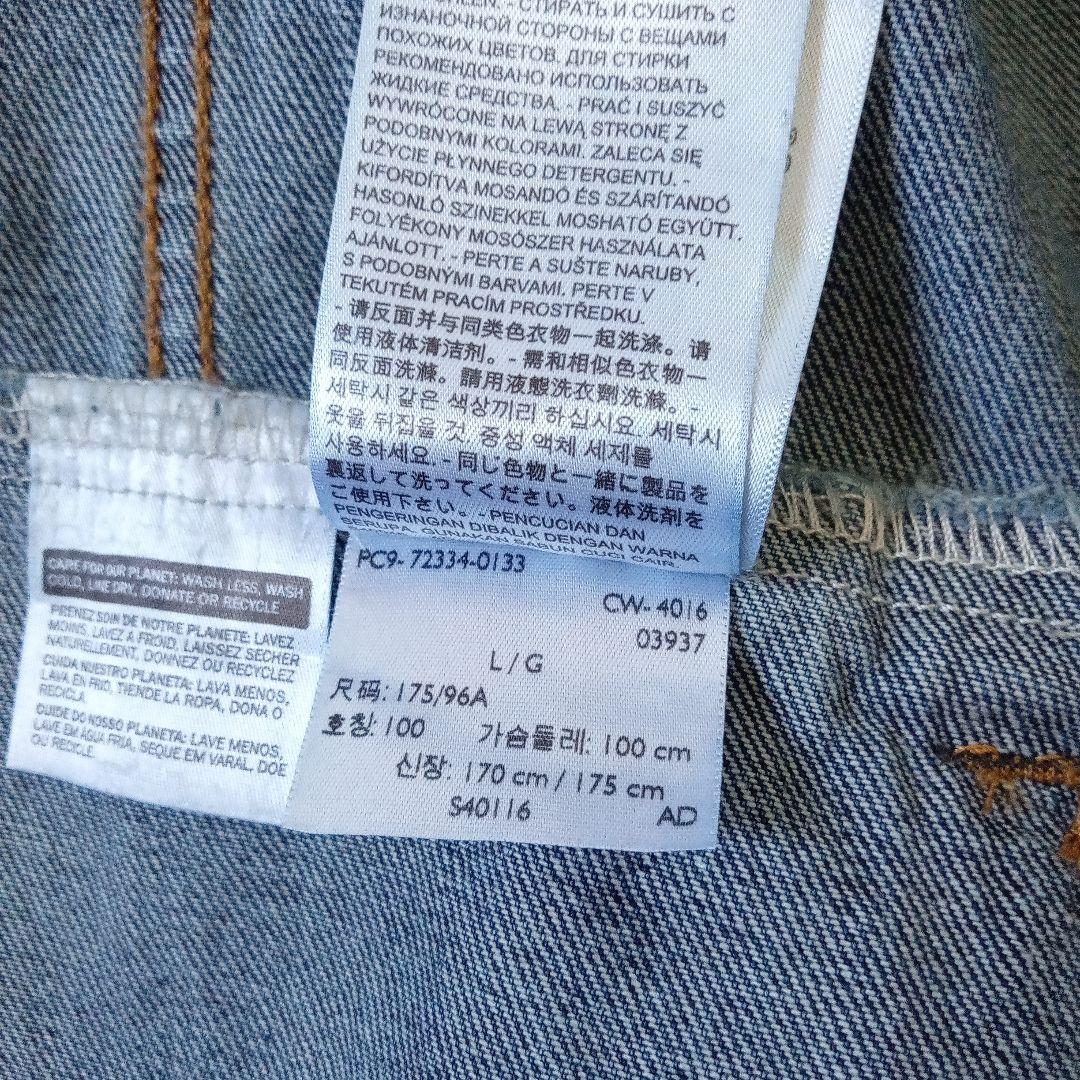 СТИРАТЬ И СУШИТЬ С
ИЗНАНОЧНОЙ СТОРОНЫ С ВЕЩАМИ
ПОХОЖИХ ЦВЕТОВ. ДЛЯ СТИРКИ
РЕКОМЕНДОВАНО ИСПОЛЬЗОВАТЬ
ЖИДКИЕ СРЕДСТВА. - PRAĆ I SUSZYĆ
WYWRÓCONE NA LEWĄ STRONĘ Z
PODOBNYMI KOLORAMI. ZALECA SIĘ
UŻYCIE PŁYNNEGO DETERGENTU. -
KIFORDÍTVA MOSANDÓ ÉS SZÁRÍTANDÓ
HASONLÓ SZINEKKEL MOSHATÓ EGYÜTT.
FOLYÉKONY MOSÓSZER HASZNÁLATA
AJÁNLOTT. - PERTE A SUŠTE NARUBY,
S PODOBNÝMI BARVAMI. PERTE V
TEKUTÉM PRACÍM PROSTŘEDKU.
- 请反面并与同类色衣物一起洗涤。请
使用液体清洁剂。- 需和相似色衣物一
同反面洗滌。請用液態洗衣劑洗滌。-
세탁시 같은 색상끼리 하십시요. 세탁시
옷을 뒤집을 것. 중성 액체 세제를
사용하세요. - 同じ色物と一緒に製品を
裏返して洗ってください。液体洗剤を
ご使用下さい。- PENCUCIAN DAN
PENGERINGAN DIBALIK DENGAN WARNA
SERUPA. GUNAKAN SABUN CUCI CAIR.
CARE FOR OUR PLANET: WASH LESS, WASH
COLD, LINE DRY, DONATE OR RECYCLE
PRENEZ SOIN DE NOTRE PLANÈTE: LAVEZ
MOINS, LAVEZ A FROID, LAISSEZ SÉCHER
NATURELLEMENT, DONNEZ OU RECYCLEZ
CUIDA NUESTRO PLANETA: LAVA MENOS,
LAVA EN FRIO, TIENDE LA ROPA, DONA O
RECICLA
CUIDE DO NOSSO PLANETA: LAVE MENOS,
LAVE EM ÁGUA FRIA, SEQUE EM VARAL, DOE
OU RECICLE
PC9- 72334-0133
CW- 4016
03937
L / G
尺码: 175/96A
호칭: 100 가슴둘레: 100 cm
신장: 170 cm / 175 cm
S40116 AD